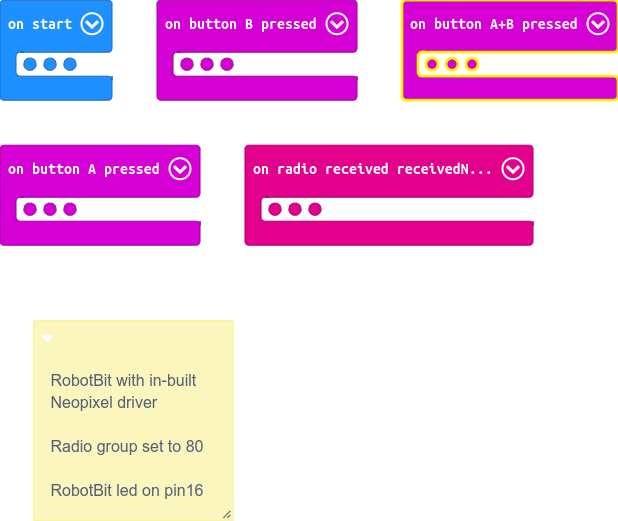 on start
on button B pressed
on button A+B pressed
on button A pressed
on radio received receivedN...
RobotBit with in-built
Neopixel driver
Radio group set to 80
RobotBit led on pin16